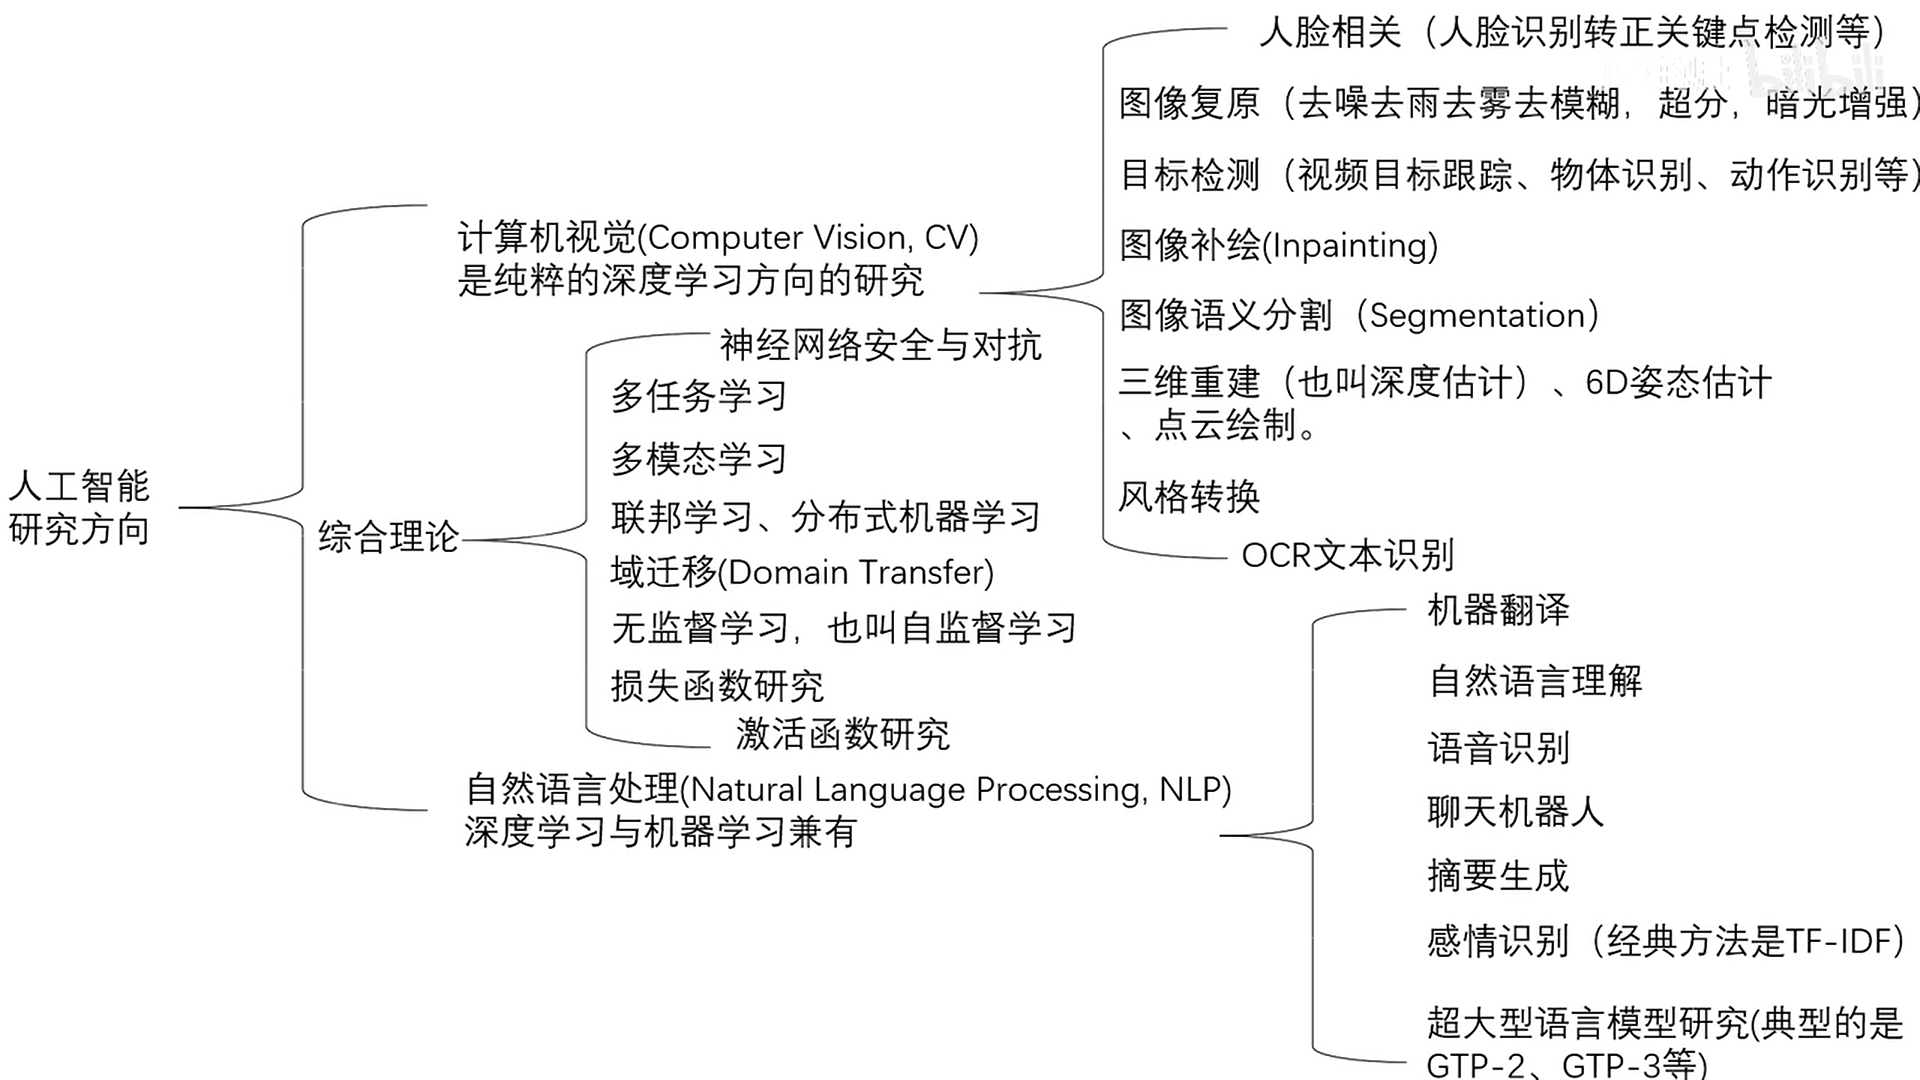 人工智能
研究方向
计算机视觉(Computer Vision, CV)
是纯粹的深度学习方向的研究
人脸相关（人脸识别转正关键点检测等）
图像复原（去噪去雨去雾去模糊，超分，暗光增强）
目标检测（视频目标跟踪、物体识别、动作识别等）
图像补绘(Inpainting)
图像语义分割（Segmentation）
三维重建（也叫深度估计）、6D姿态估计
、点云绘制。
风格转换
OCR文本识别
综合理论
神经网络安全与对抗
多任务学习
多模态学习
联邦学习、分布式机器学习
域迁移(Domain Transfer)
无监督学习，也叫自监督学习
损失函数研究
激活函数研究
自然语言处理(Natural Language Processing, NLP)
深度学习与机器学习兼有
机器翻译
自然语言理解
语音识别
聊天机器人
摘要生成
感情识别（经典方法是TF-IDF）
超大型语言模型研究(典型的是
GTP-2、GTP-3等)
bilibili